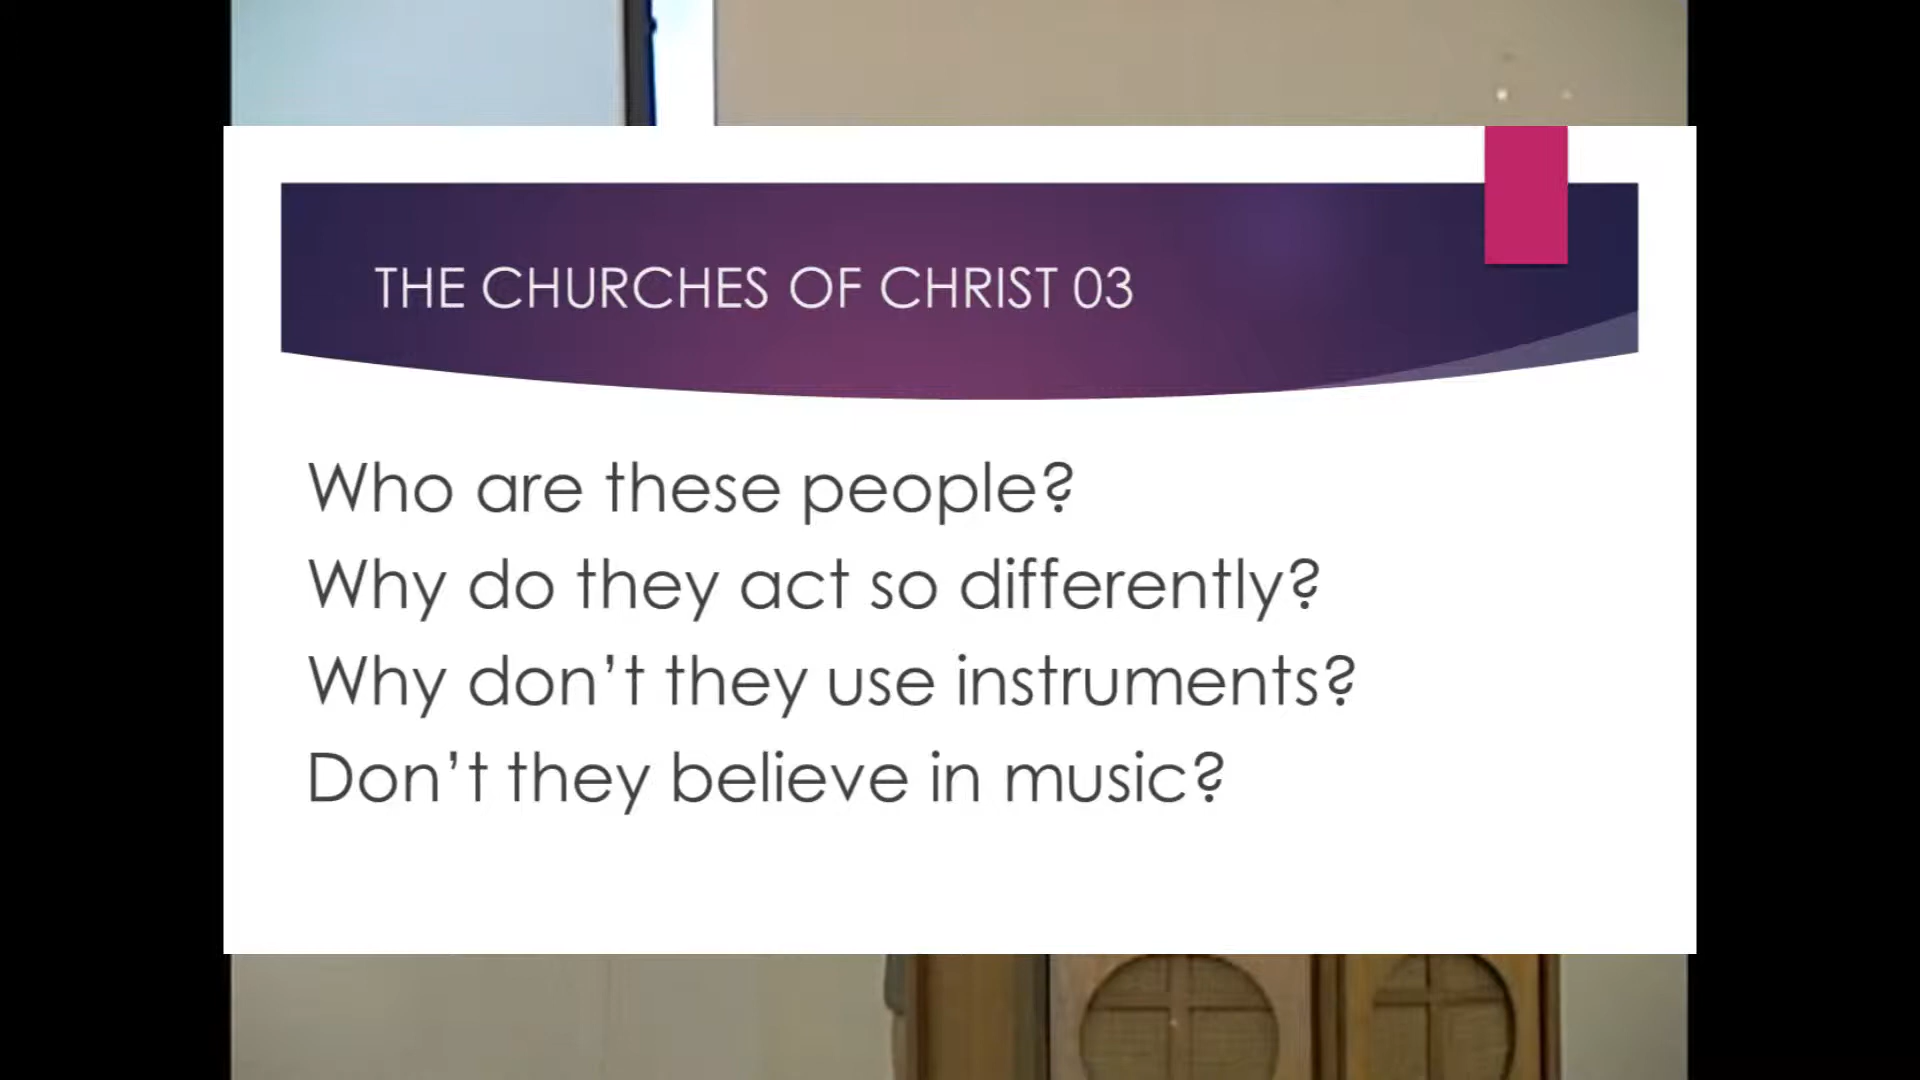 THE CHURCHES OF CHRIST 03
Who are these people?
Why do they act so differently?
Why don’t they use instruments?
Don’t they believe in music?